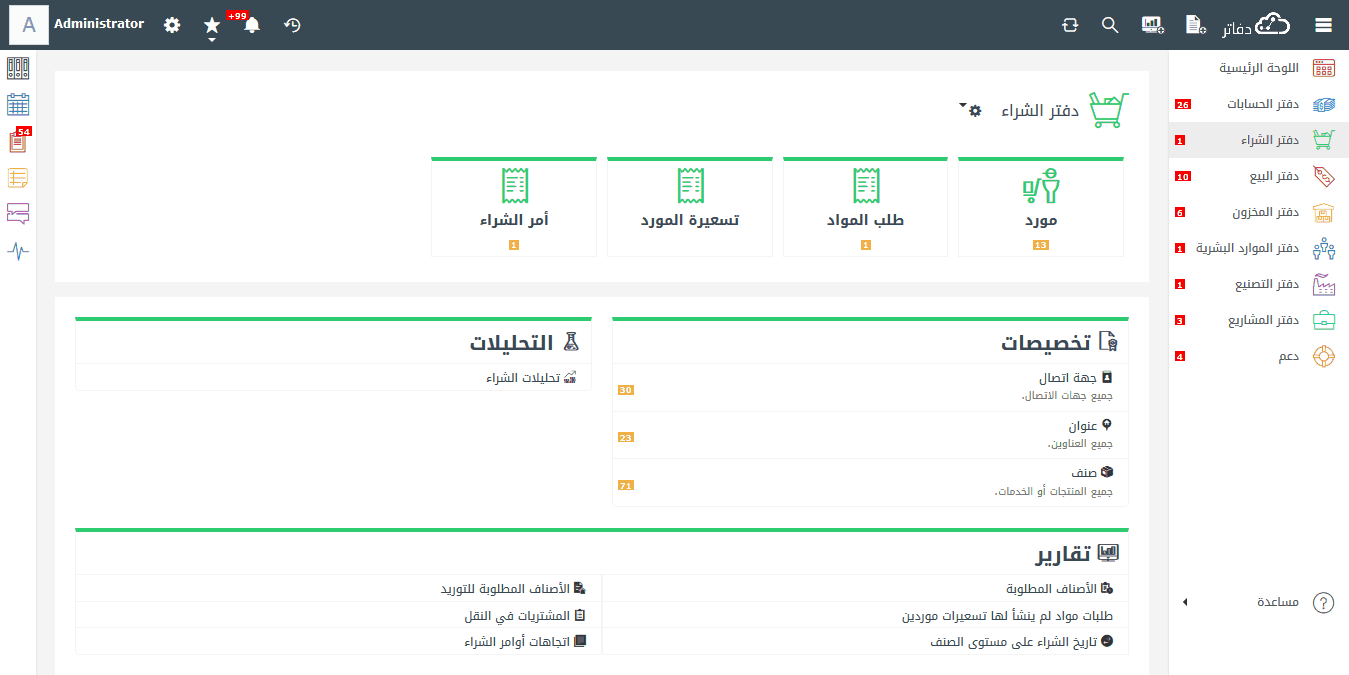 A
Administrator
+99
دفاتر
اللوحة الرئيسية
دفتر الحسابات
26
دفتر الشراء
1
دفتر البيع
10
دفتر المخزون
6
دفتر الموارد البشرية
1
دفتر التصنيع
1
دفتر المشاريع
3
دعم
4
مساعدة
54
دفتر الشراء
مورد
13
طلب المواد
1
تسعيرة المورد
أمر الشراء
1
تخصيصات
جهة اتصال
جميع جهات الاتصال.
30
عنوان
جميع العناوين.
23
صنف
جميع المنتجات أو الخدمات.
71
التحليلات
تحليلات الشراء
تقارير
الأصناف المطلوبة
طلبات مواد لم ينشأ لها تسعيرات موردين
تاريخ الشراء على مستوى الصنف
الأصناف المطلوبة للتوريد
المشتريات في النقل
اتجاهات أوامر الشراء